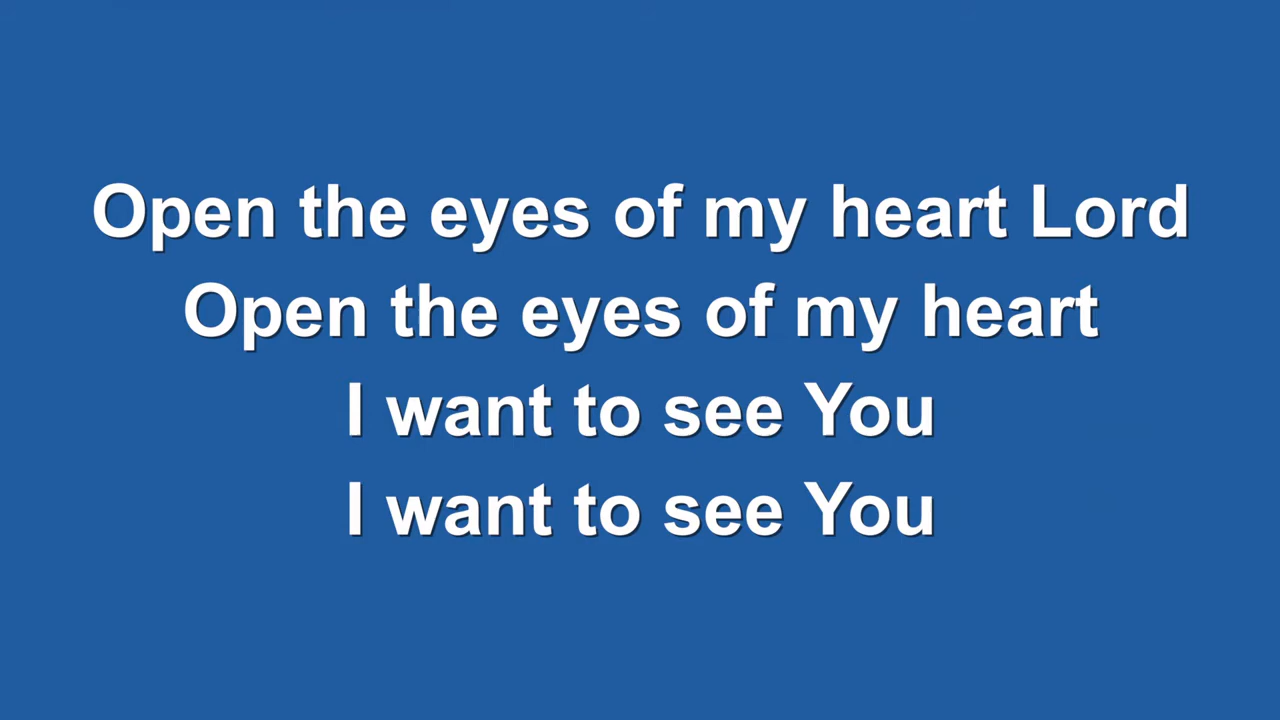 Open the eyes of my heart Lord
Open the eyes of my heart
I want to see You
I want to see You